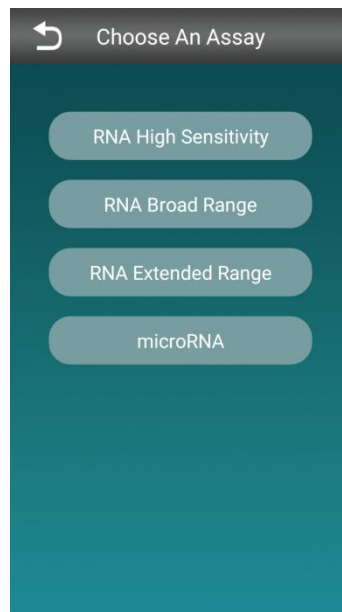 Choose An Assay
RNA High Sensitivity
RNA Broad Range
RNA Extended Range
microRNA